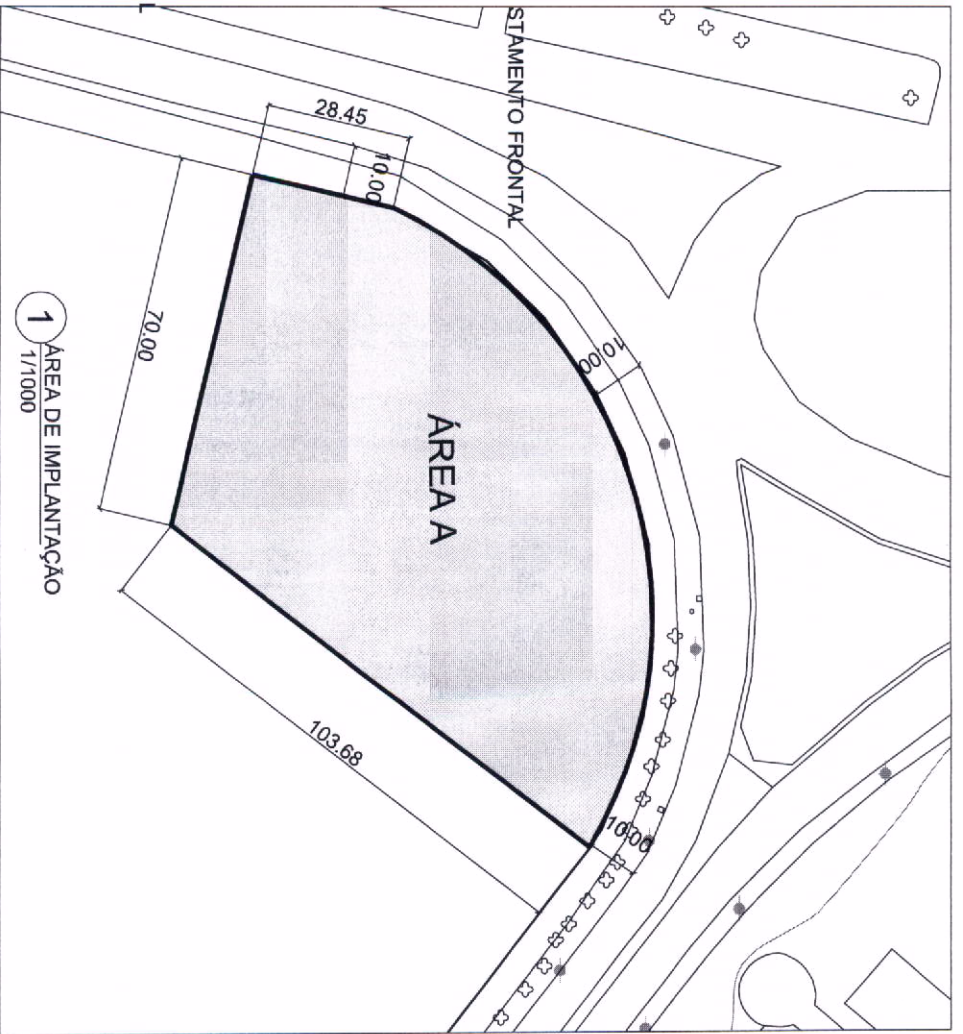 STAMENTO FRONTAL
L
28.45
10.00
10.00
70.00
ÁREA A
103.68
10.00
1 ÁREA DE IMPLANTAÇÃO
1/1000